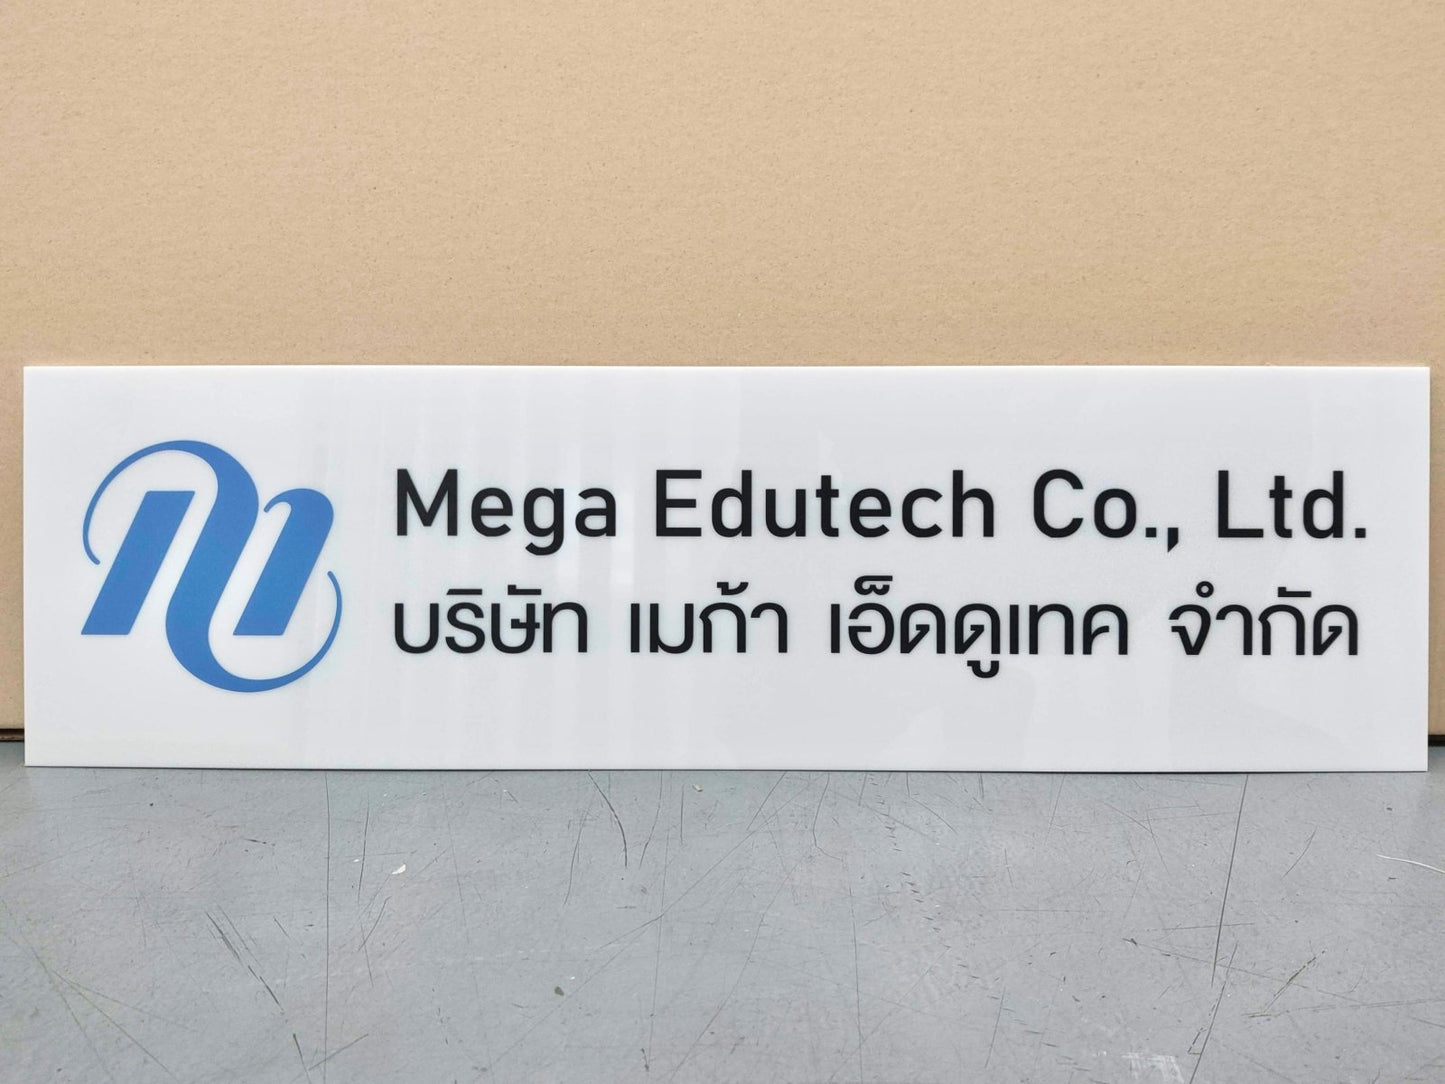 Mega Edutech Co., Ltd.
บริษัท เมก้า เอ็ดดูเทค จำกัด